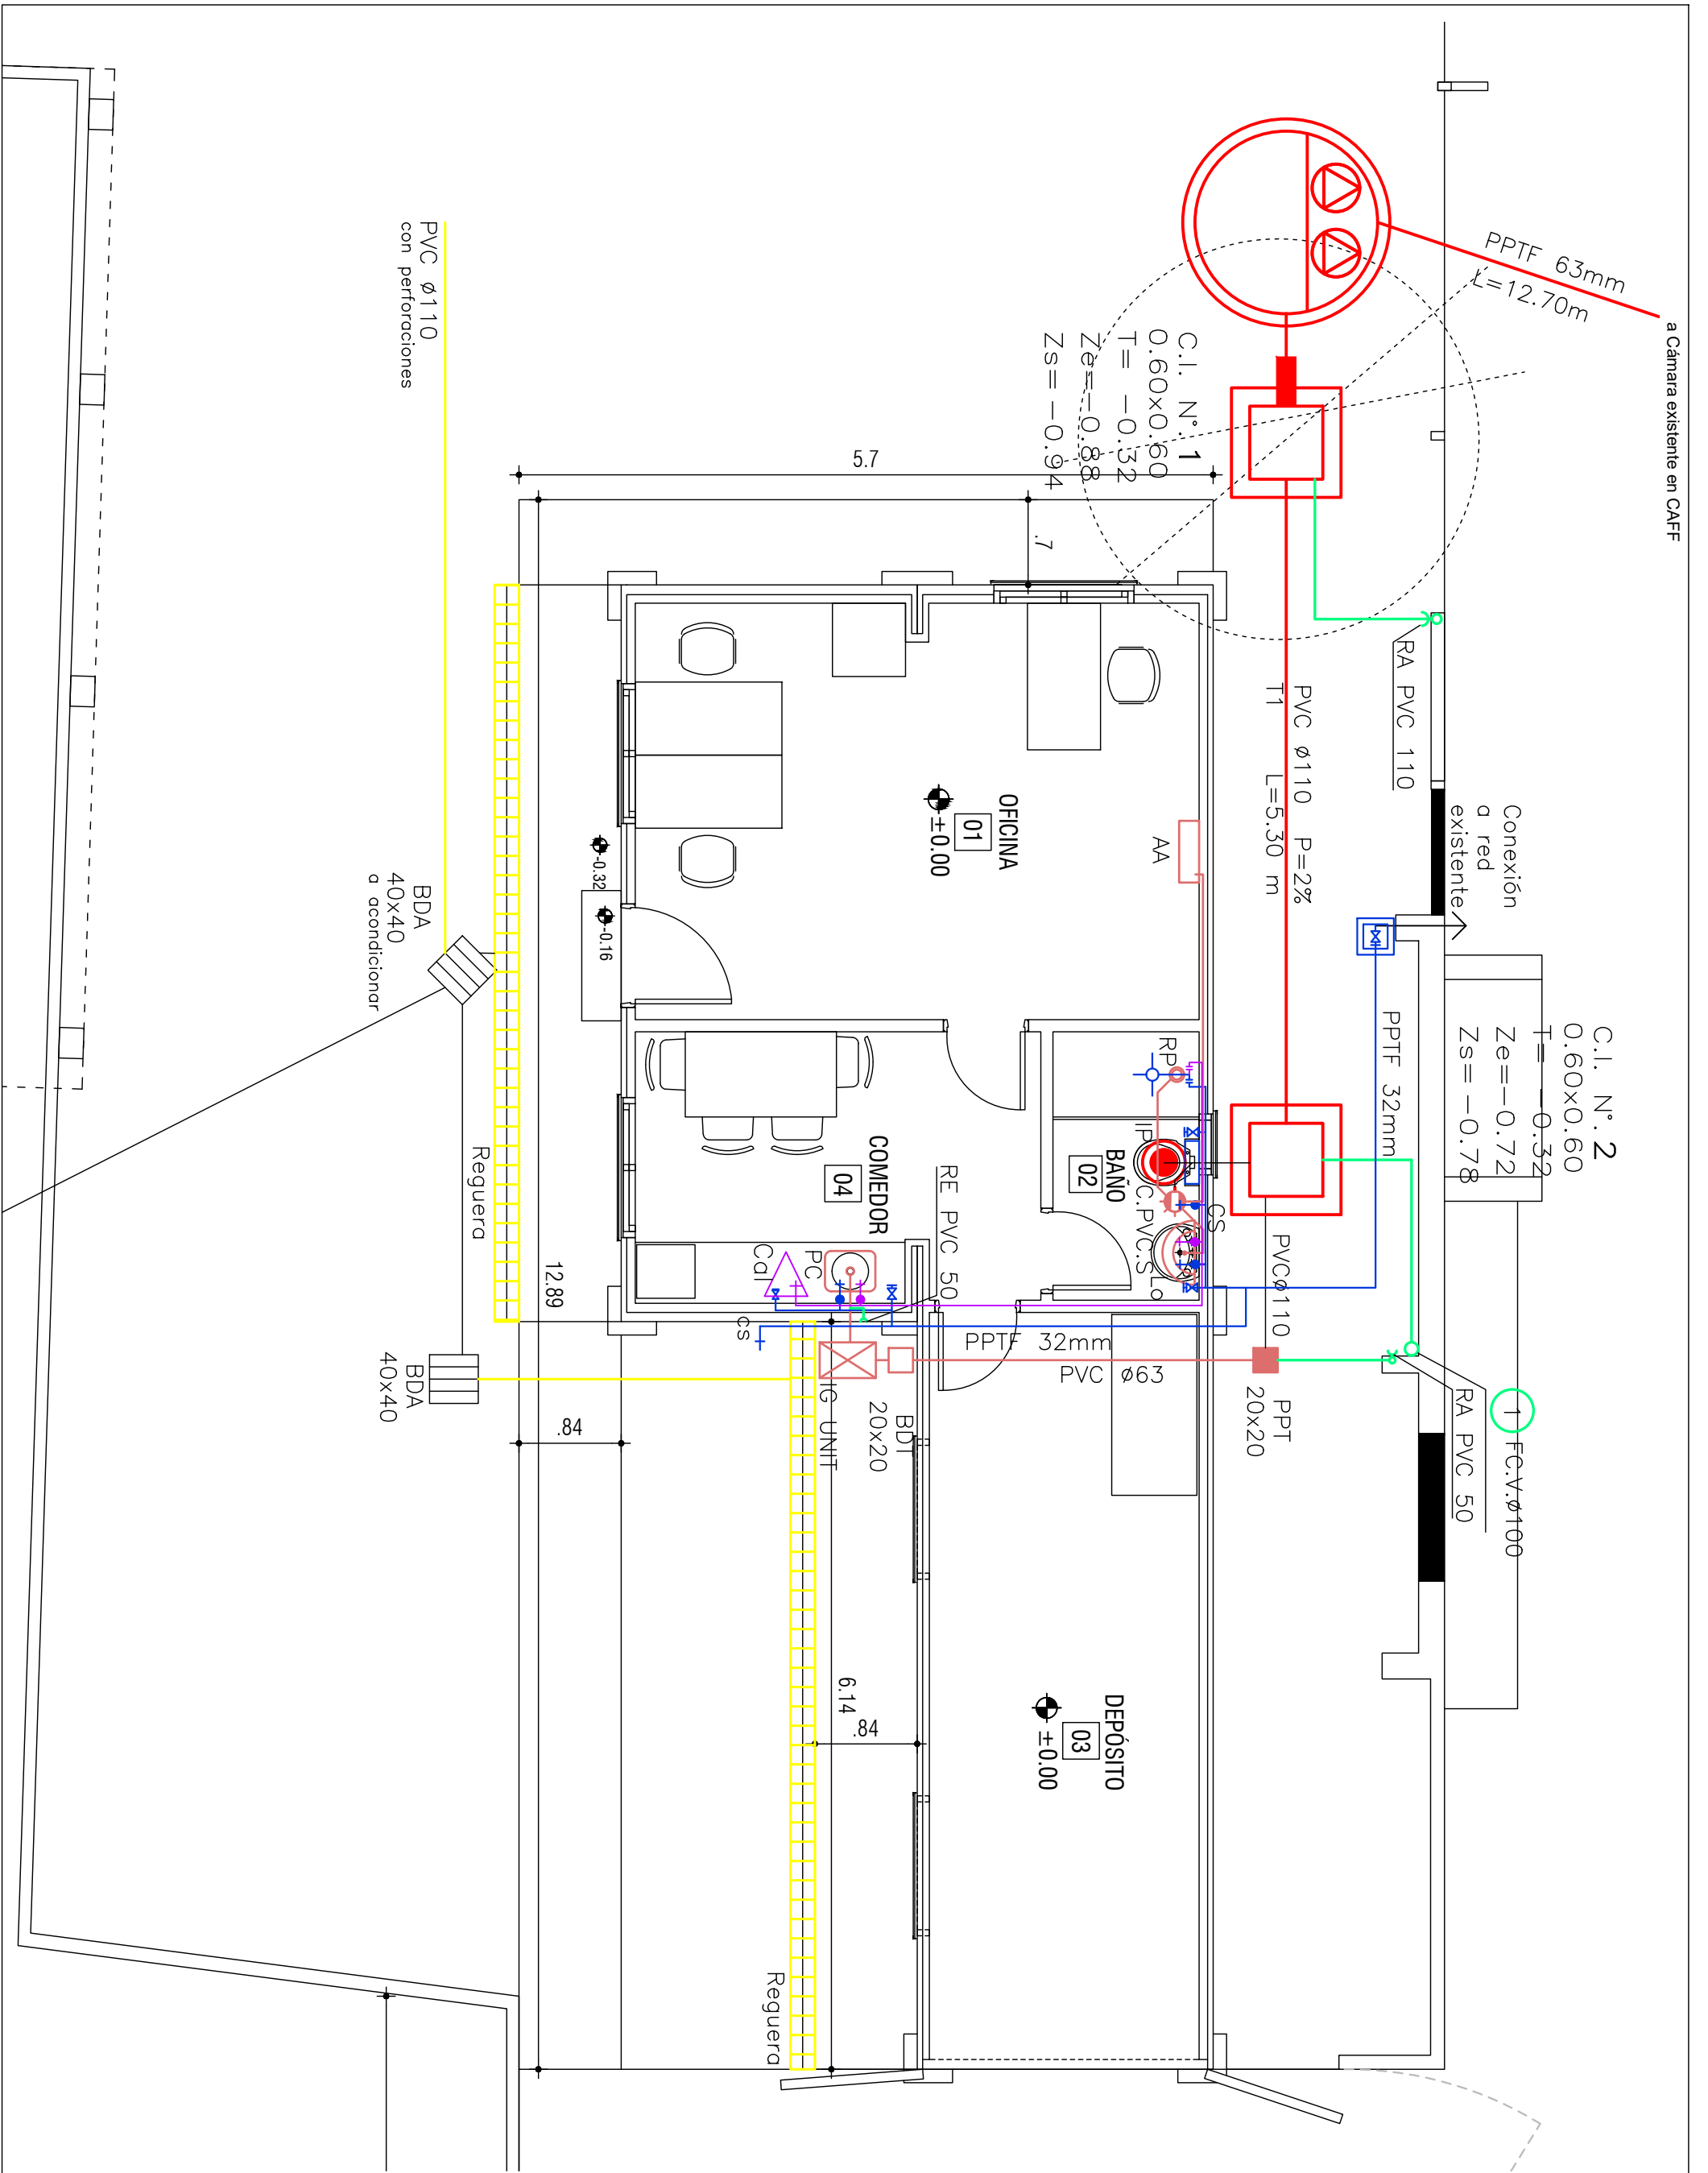 a Cámara existente en CAFF
PPTF 63mm
L=12.70m
C.I. N°.1
0.60x0.60
T= -0.32
Ze=-0.88
Zs=-0.94
C.I. N°.2
0.60x0.60
T= -0.32
Ze=-0.72
Zs=-0.78
Conexión
a red
existente
RA PVC 110
PPTF 32mm
1
FC.V.Ø100
RA PVC 50
PVC Ø110 P=2%
T1 L=5.30 m
PVCØ110
PPT
20x20
5.7
.7
AA
OFICINA
01
±0.00
-0.32
-0.16
RP
IP
BAÑO
02
C.PVC.S
CS
Lo
RE PVC 50
COMEDOR
04
PC
Cal
cs
PPTF 32mm
PVC Ø63
BDT
20x20
IG UNIT
DEPÓSITO
03
±0.00
6.14
.84
.84
12.89
Reguera
Reguera
PVC Ø110
con perforaciones
BDA
40x40
a acondicionar
BDA
40x40